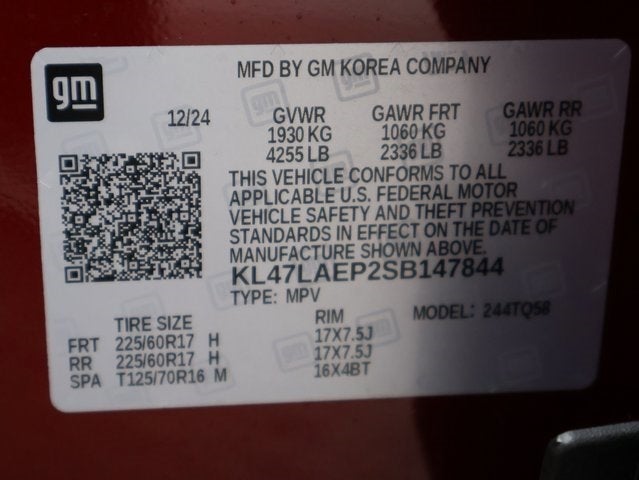 gm
MFD BY GM KOREA COMPANY
12/24 GVWR GAWR FRT GAWR RR
1930 KG 1060 KG 1060 KG
4255 LB 2336 LB 2336 LB
THIS VEHICLE CONFORMS TO ALL
APPLICABLE U.S. FEDERAL MOTOR
VEHICLE SAFETY AND THEFT PREVENTION
STANDARDS IN EFFECT ON THE DATE OF
MANUFACTURE SHOWN ABOVE.
KL47LAEP2SB147844
TYPE: MPV
TIRE SIZE RIM MODEL: 244TQ58
FRT 225/60R17 H 17X7.5J
RR 225/60R17 H 17X7.5J
SPA T125/70R16 M 16X4BT